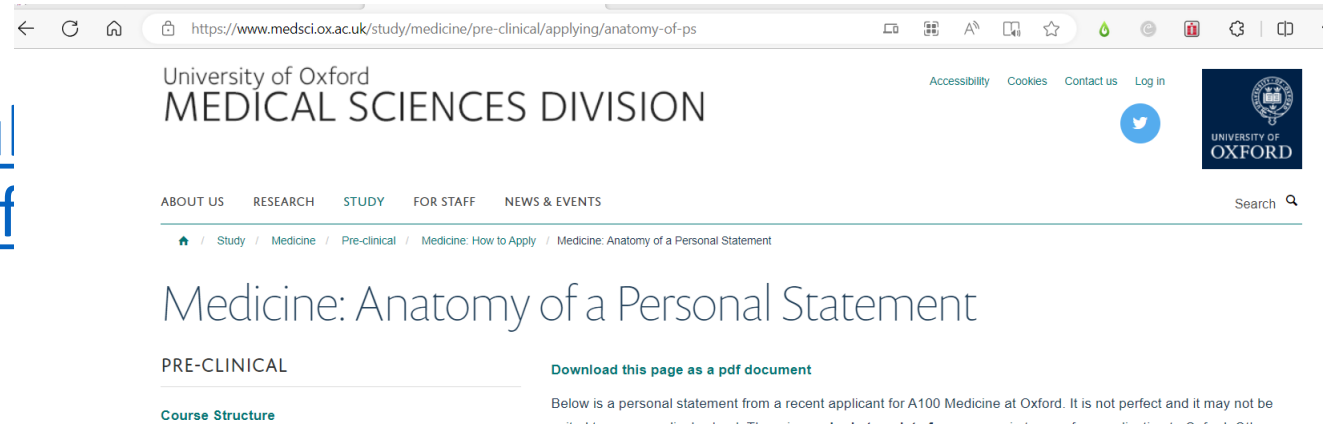 https://www.medsci.ox.ac.uk/study/medicine/pre-clinical/applying/anatomy-of-ps
University of Oxford
MEDICAL SCIENCES DIVISION
Accessibility Cookies Contact us Log in
UNIVERSITY OF
OXFORD
ABOUT US RESEARCH STUDY FOR STAFF NEWS & EVENTS
Search
/ Study / Medicine / Pre-clinical / Medicine: How to Apply / Medicine: Anatomy of a Personal Statement
Medicine: Anatomy of a Personal Statement
PRE-CLINICAL
Download this page as a pdf document
Course Structure
Below is a personal statement from a recent applicant for A100 Medicine at Oxford. It is not perfect and it may not be